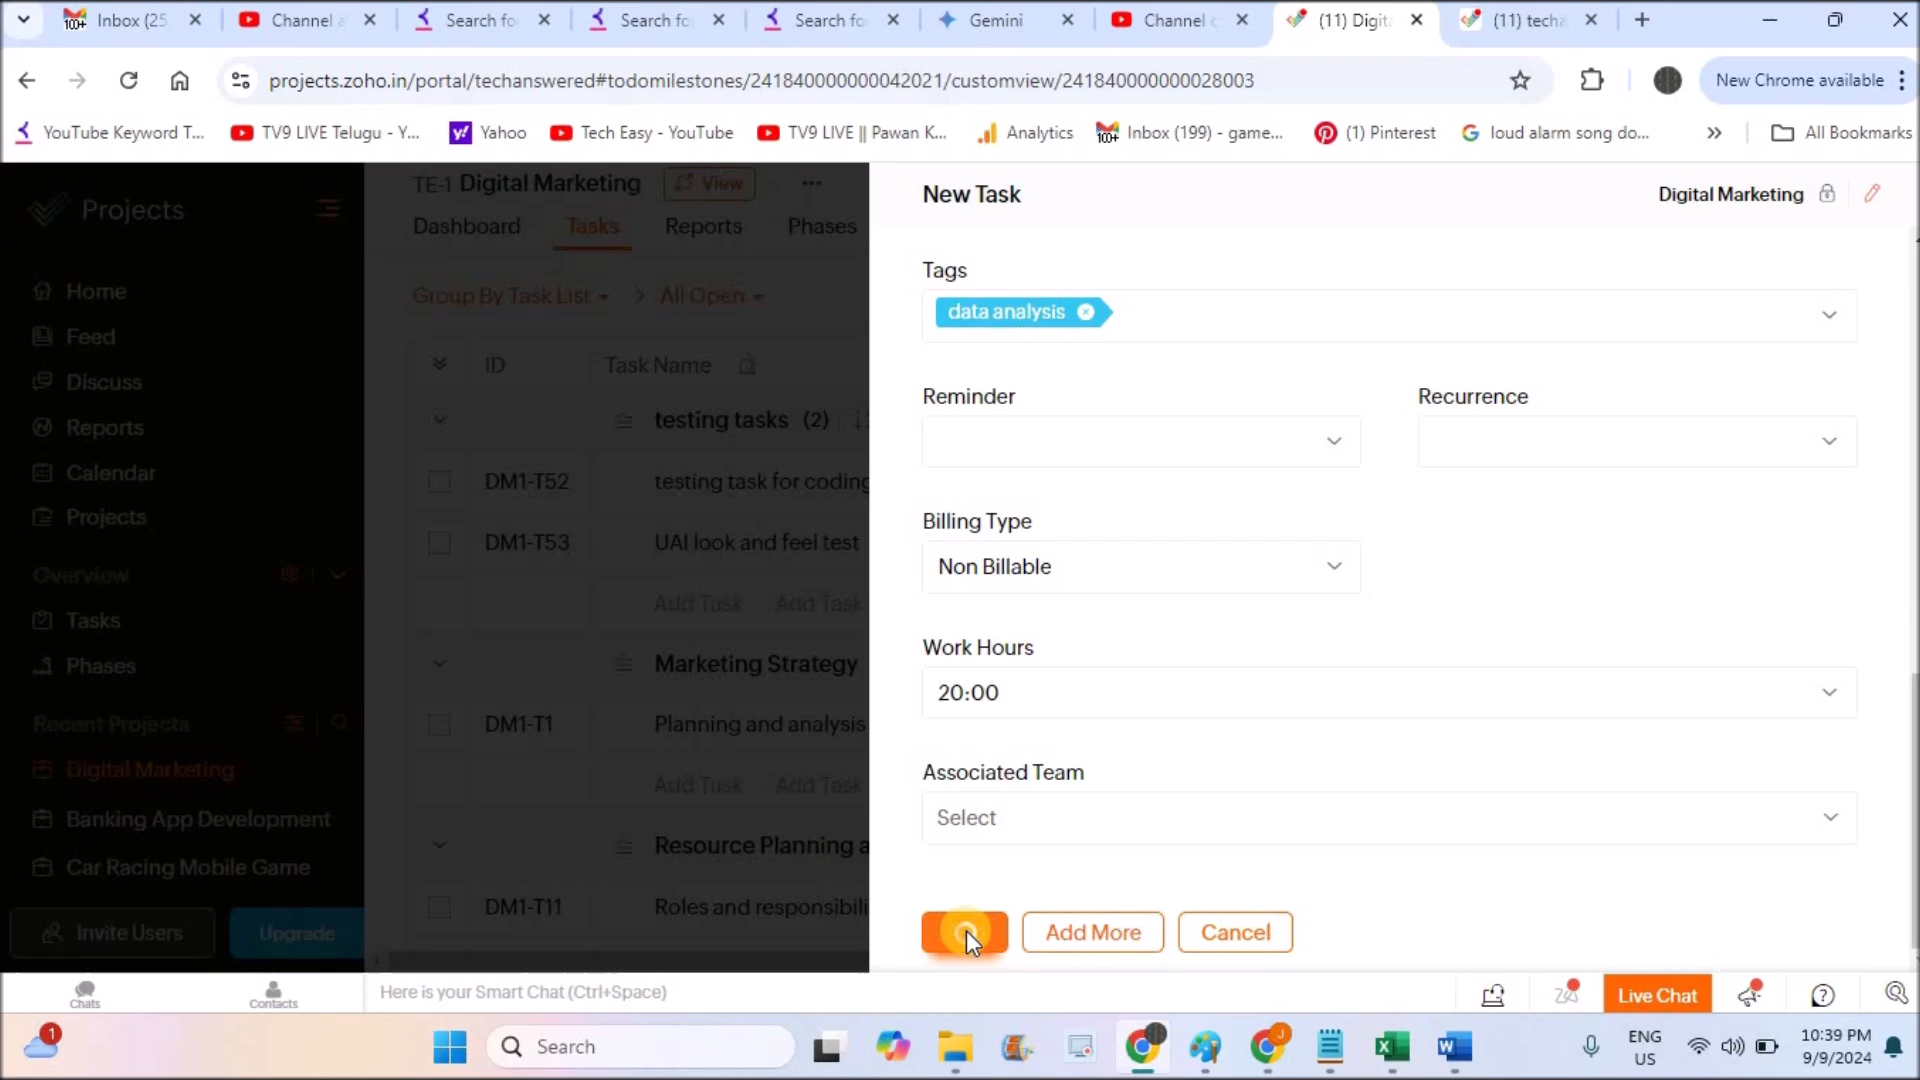 Inbox (25
Channel a
Search fo
Search fo
Search fo
Gemini
Channel c
(11) Digit
(11) techa
projects.zoho.in/portal/techanswered#todomilestones/241840000000042021/customview/241840000000028003
New Chrome available
YouTube Keyword T...
TV9 LIVE Telugu - Y...
Yahoo
Tech Easy - YouTube
TV9 LIVE || Pawan K...
Analytics
Inbox (199) - game...
(1) Pinterest
loud alarm song do...
All Bookmarks
Projects
Home
Feed
Discuss
Reports
Calendar
Projects
Overview
Tasks
Phases
Recent Projects
Digital Marketing
Banking App Development
Car Racing Mobile Game
Invite Users
Upgrade
TE-1 Digital Marketing
View
Dashboard
Tasks
Reports
Phases
Group By Task List
All Open
ID
Task Name
testing tasks (2)
DM1-T52
testing task for coding
DM1-T53
UAI look and feel test
Add Task
Add Task
Marketing Strategy
DM1-T1
Planning and analysis
Add Task
Add Task
Resource Planning a
DM1-T11
Roles and responsibili
New Task
Digital Marketing
Tags
data analysis
Reminder
Recurrence
Billing Type
Non Billable
Work Hours
20:00
Associated Team
Select
Add More
Cancel
Chats
Contacts
Here is your Smart Chat (Ctrl+Space)
Live Chat
1
Search
ENG
US
10:39 PM
9/9/2024